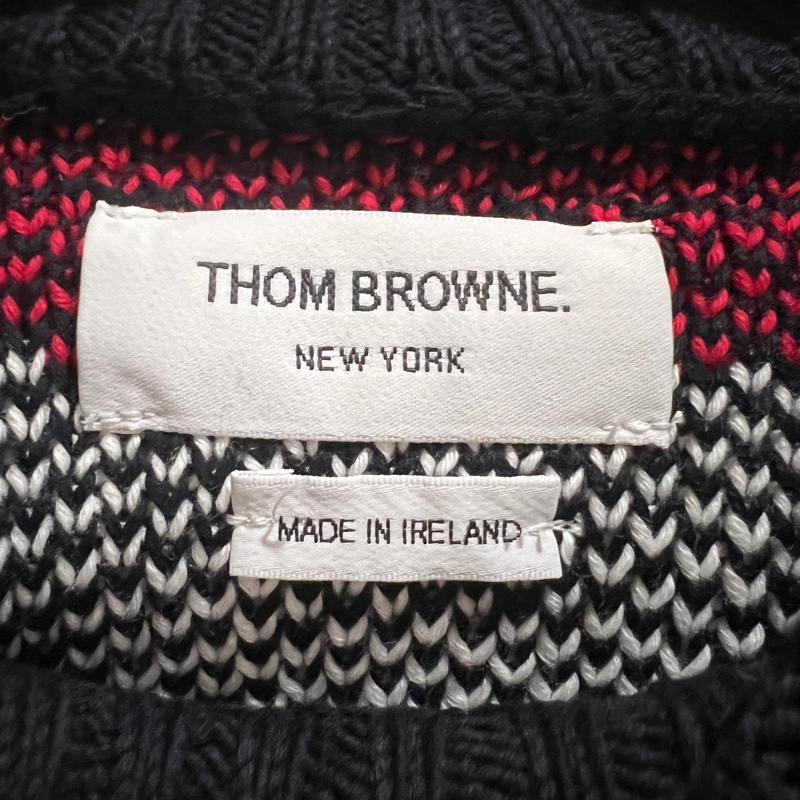 THOM BROWNE.
NEW YORK
MADE IN IRELAND